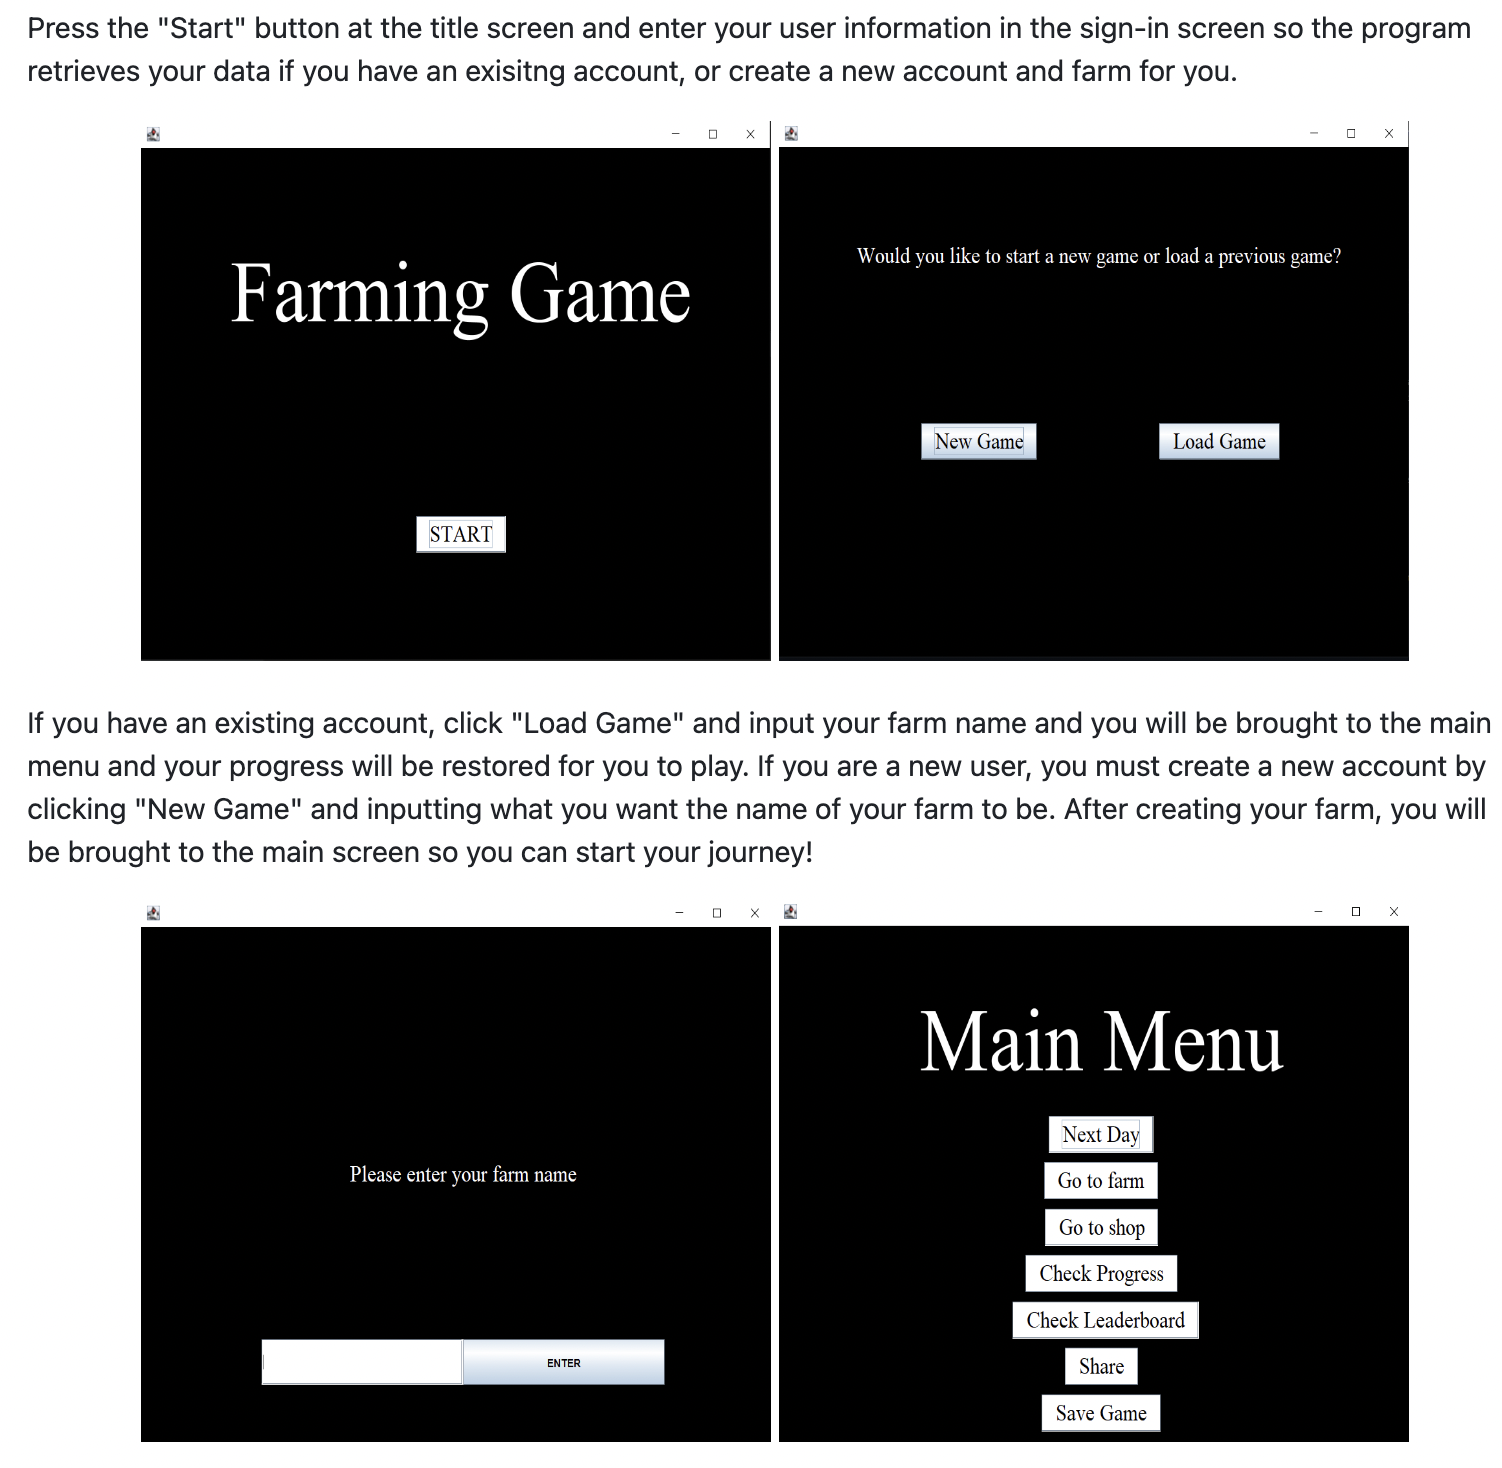 Press the "Start" button at the title screen and enter your user information in the sign-in screen so the program
retrieves your data if you have an exisitng account, or create a new account and farm for you.
Farming Game
START
Would you like to start a new game or load a previous game?
New Game
Load Game
If you have an existing account, click "Load Game" and input your farm name and you will be brought to the main
menu and your progress will be restored for you to play. If you are a new user, you must create a new account by
clicking "New Game" and inputting what you want the name of your farm to be. After creating your farm, you will
be brought to the main screen so you can start your journey!
Please enter your farm name
ENTER
Main Menu
Next Day
Go to farm
Go to shop
Check Progress
Check Leaderboard
Share
Save Game